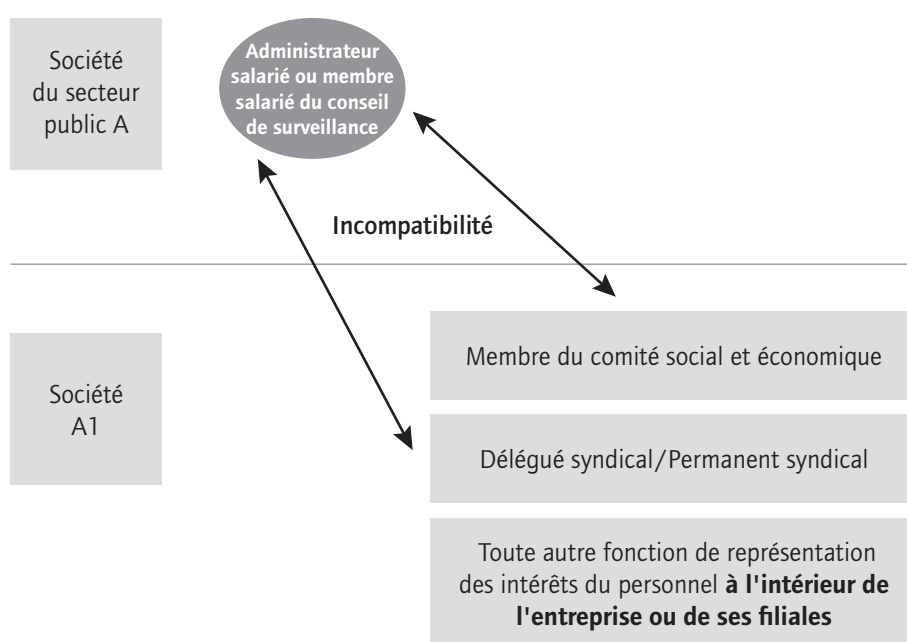 Société
du secteur
public A
Administrateur
salarié ou membre
salarié du conseil
de surveillance
Incompatibilité
Société
A1
Membre du comité social et économique
Délégué syndical/Permanent syndical
Toute autre fonction de représentation
des intérêts du personnel à l'intérieur de
l'entreprise ou de ses filiales